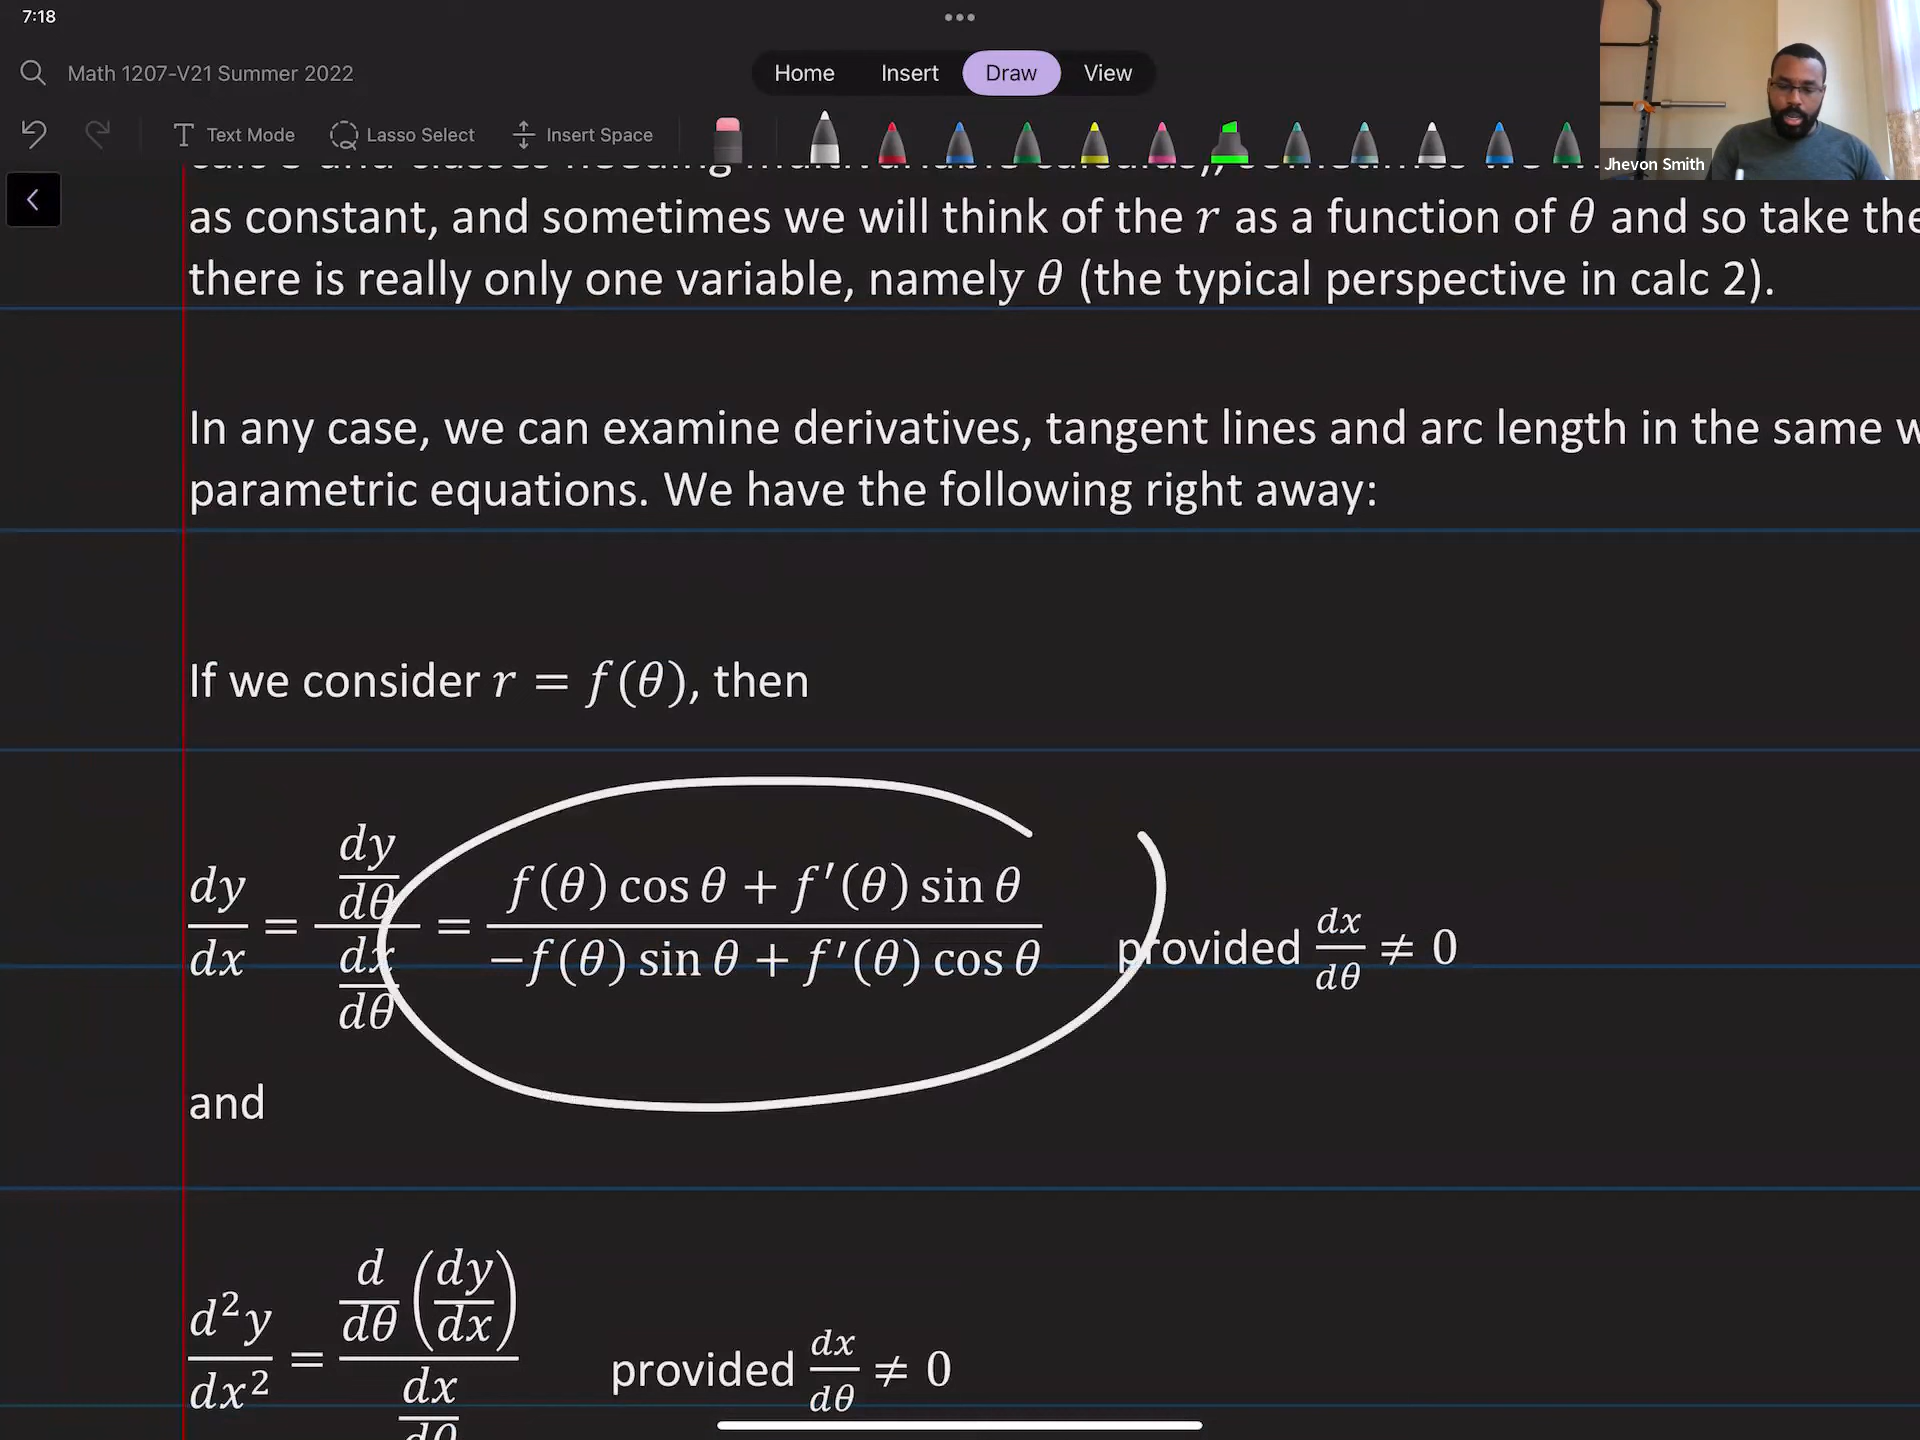 7:18
Math 1207-V21 Summer 2022
Home Insert Draw View
Text Mode Lasso Select Insert Space
Jhevon Smith
as constant, and sometimes we will think of the r as a function of θ and so take the
there is really only one variable, namely θ (the typical perspective in calc 2).
In any case, we can examine derivatives, tangent lines and arc length in the same w
parametric equations. We have the following right away:
If we consider r = f(θ), then
dy/dx = (dy/dθ)/(dx/dθ) = (f(θ) cos θ + f′(θ) sin θ)/(−f(θ) sin θ + f′(θ) cos θ) provided dx/dθ ≠ 0
and
d²y/dx² = (d/dθ (dy/dx))/(dx/dθ) provided dx/dθ ≠ 0